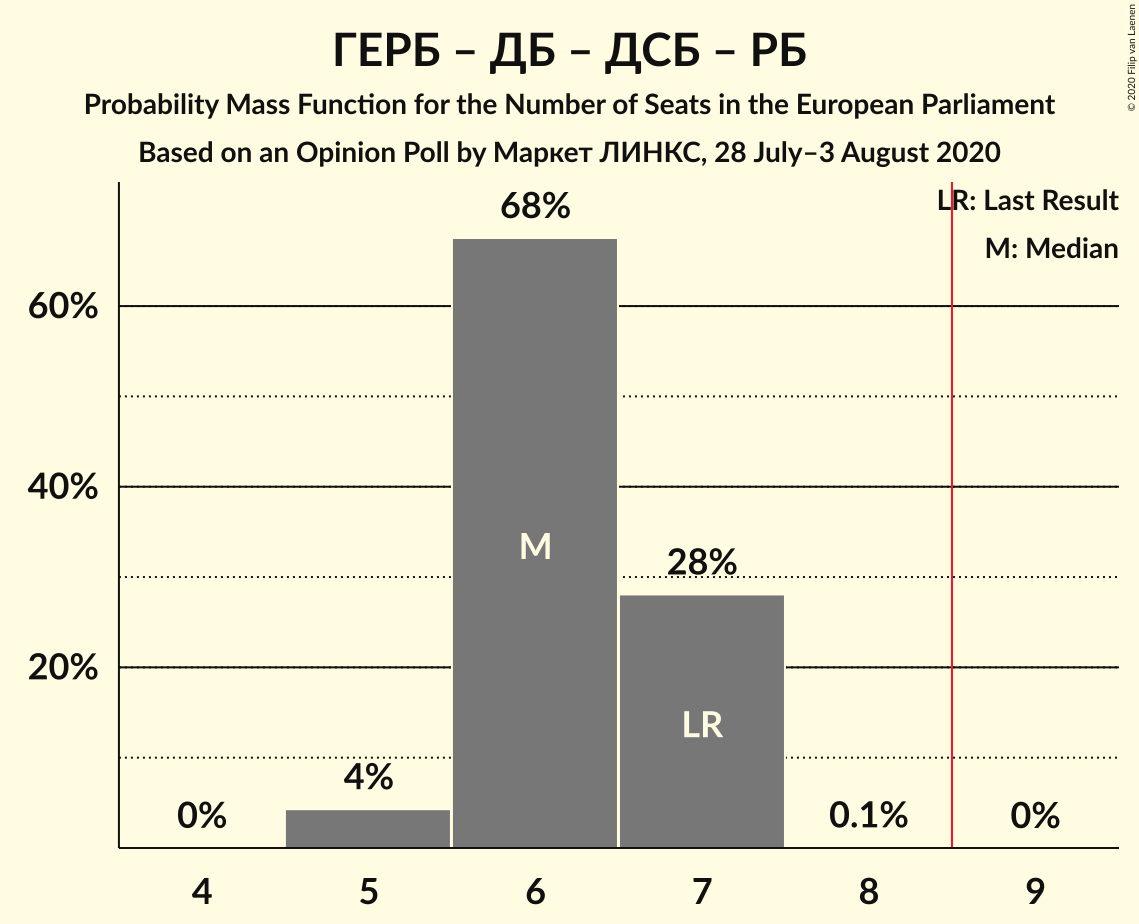 ГЕРБ – ДБ – ДСБ – РБ
Probability Mass Function for the Number of Seats in the European Parliament
Based on an Opinion Poll by Маркет ЛИНКС, 28 July–3 August 2020
© 2020 Filip van Laenen
LR: Last Result
M: Median
68%
60%
40%
20%
M
28%
LR
4%
0%
0.1%
0%
4 5 6 7 8 9